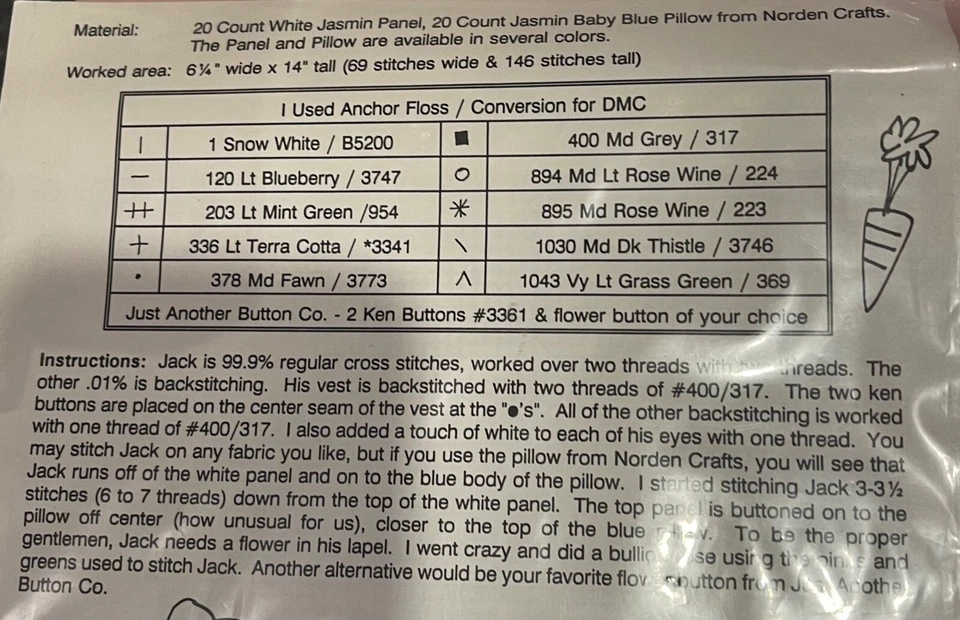 Material: 20 Count White Jasmin Panel, 20 Count Jasmin Baby Blue Pillow from Norden Crafts.
The Panel and Pillow are available in several colors.
Worked area: 6¼" wide x 14" tall (69 stitches wide & 146 stitches tall)
I Used Anchor Floss / Conversion for DMC
| 1 Snow White / B5200 ■ 400 Md Grey / 317
— 120 Lt Blueberry / 3747 O 894 Md Lt Rose Wine / 224
++ 203 Lt Mint Green /954 * 895 Md Rose Wine / 223
+ 336 Lt Terra Cotta / *3341 \ 1030 Md Dk Thistle / 3746
• 378 Md Fawn / 3773 ^ 1043 Vy Lt Grass Green / 369
Just Another Button Co. - 2 Ken Buttons #3361 & flower button of your choice
Instructions: Jack is 99.9% regular cross stitches, worked over two threads with threads. The
other .01% is backstitching. His vest is backstitched with two threads of #400/317. The two ken
buttons are placed on the center seam of the vest at the "●'s". All of the other backstitching is worked
with one thread of #400/317. I also added a touch of white to each of his eyes with one thread. You
may stitch Jack on any fabric you like, but if you use the pillow from Norden Crafts, you will see that
Jack runs off of the white panel and on to the blue body of the pillow. I started stitching Jack 3-3½
stitches (6 to 7 threads) down from the top of the white panel. The top panel is buttoned on to the
pillow off center (how unusual for us), closer to the top of the blue To be the proper
gentlemen, Jack needs a flower in his lapel. I went crazy and did a using the and
greens used to stitch Jack. Another alternative would be your favorite button from Just Another
Button Co.